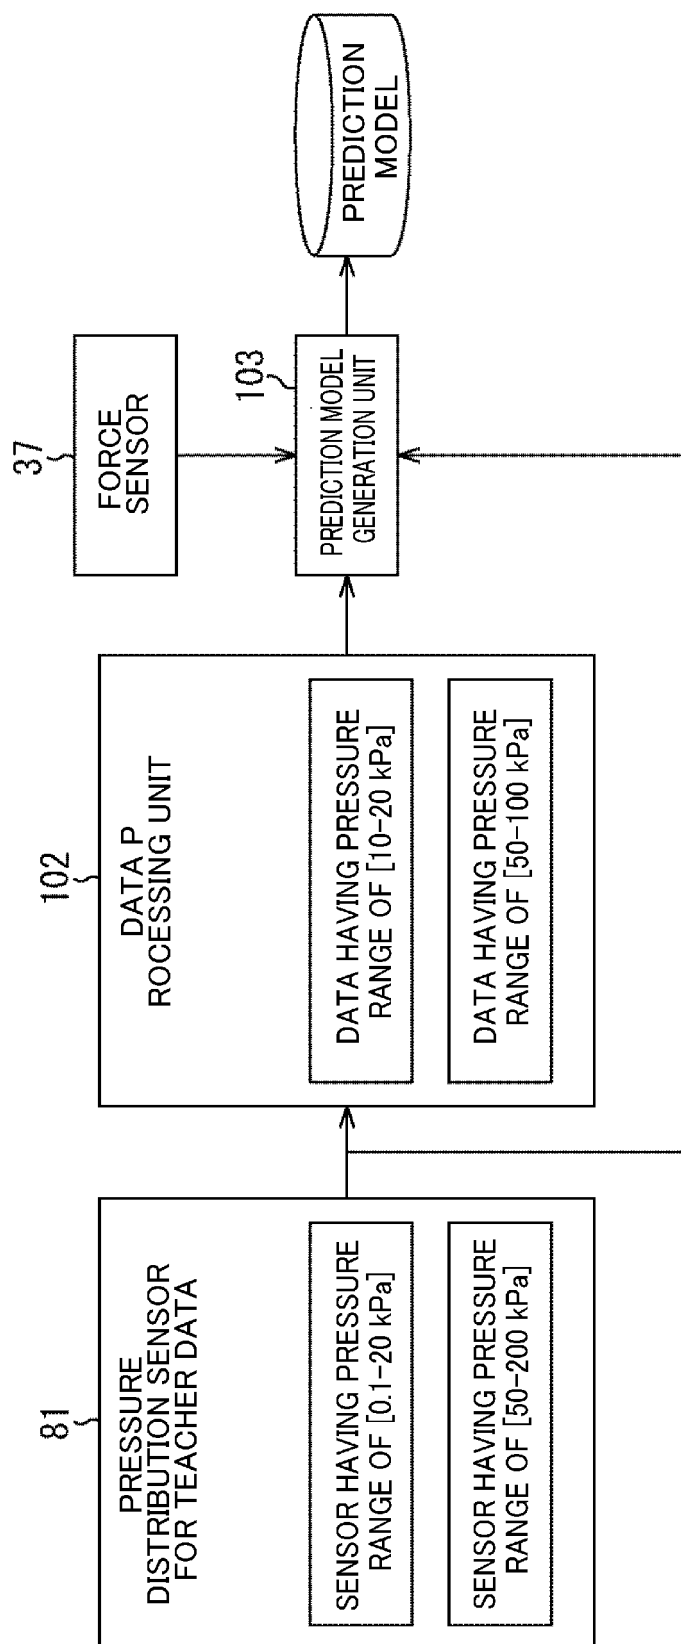 81
PRESSURE
DISTRIBUTION SENSOR
FOR TEACHER DATA
SENSOR HAVING PRESSURE
RANGE OF [0.1-20 kPa]
SENSOR HAVING PRESSURE
RANGE OF [50-200 kPa]
102
DATA P
ROCESSING UNIT
DATA HAVING PRESSURE
RANGE OF [10-20 kPa]
DATA HAVING PRESSURE
RANGE OF [50-100 kPa]
37
FORCE
SENSOR
103
PREDICTION MODEL
GENERATION UNIT
PREDICTION
MODEL